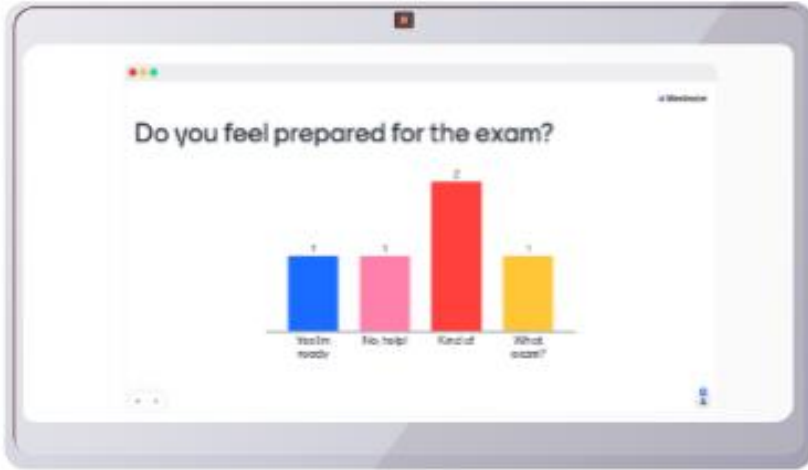 Do you feel prepared for the exam?
2
1 1 1
Yes I'm No, help! Kind of What
ready exam?